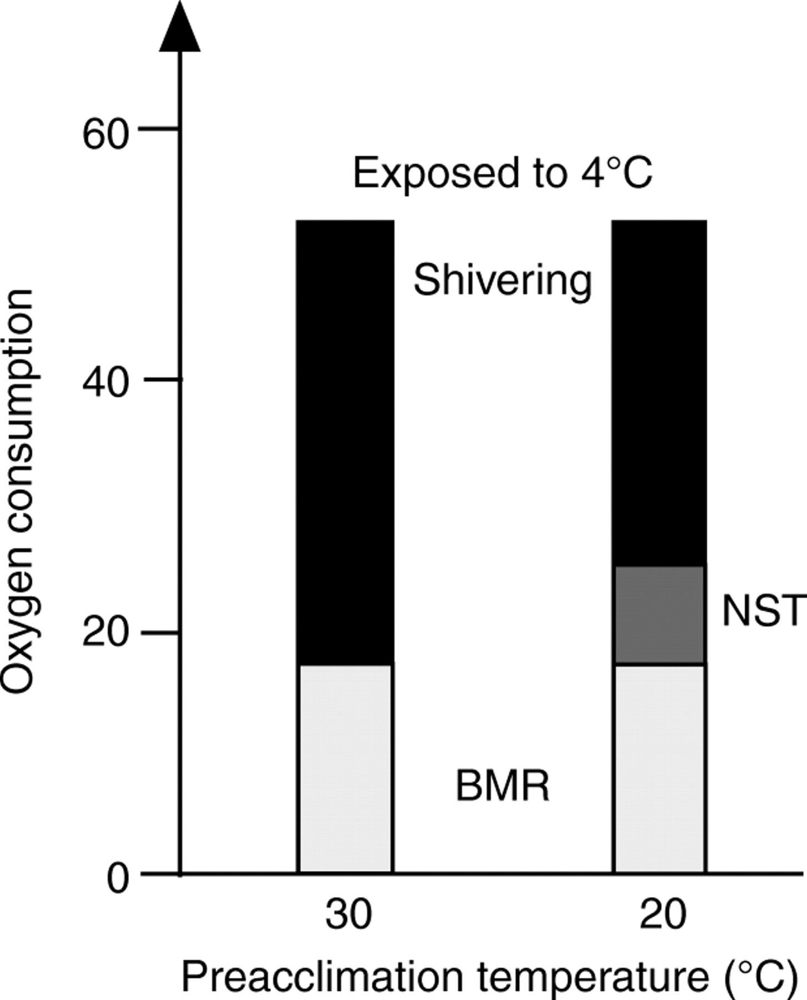 60
Exposed to 4°C
Shivering
40
Oxygen consumption
NST
20
BMR
0
30 20
Preacclimation temperature (°C)